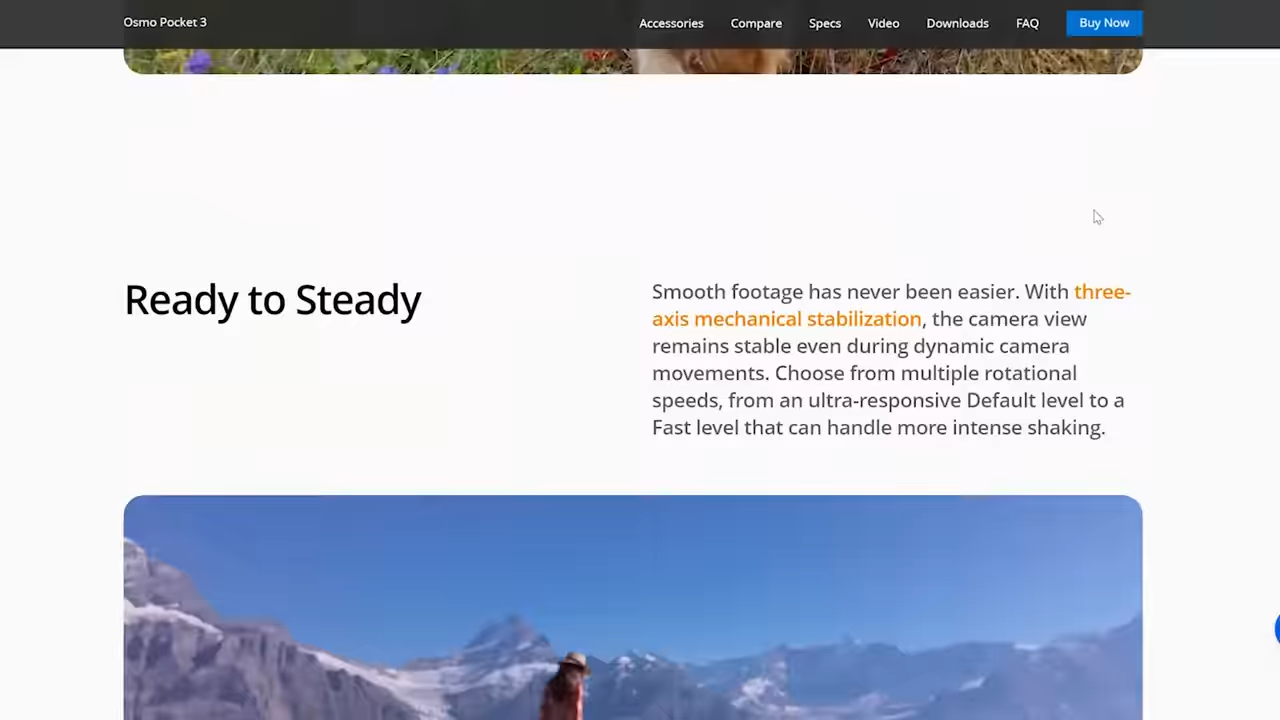 Osmo Pocket 3
Accessories
Compare
Specs
Video
Downloads
FAQ
Buy Now
Ready to Steady
Smooth footage has never been easier. With three-
axis mechanical stabilization, the camera view
remains stable even during dynamic camera
movements. Choose from multiple rotational
speeds, from an ultra-responsive Default level to a
Fast level that can handle more intense shaking.